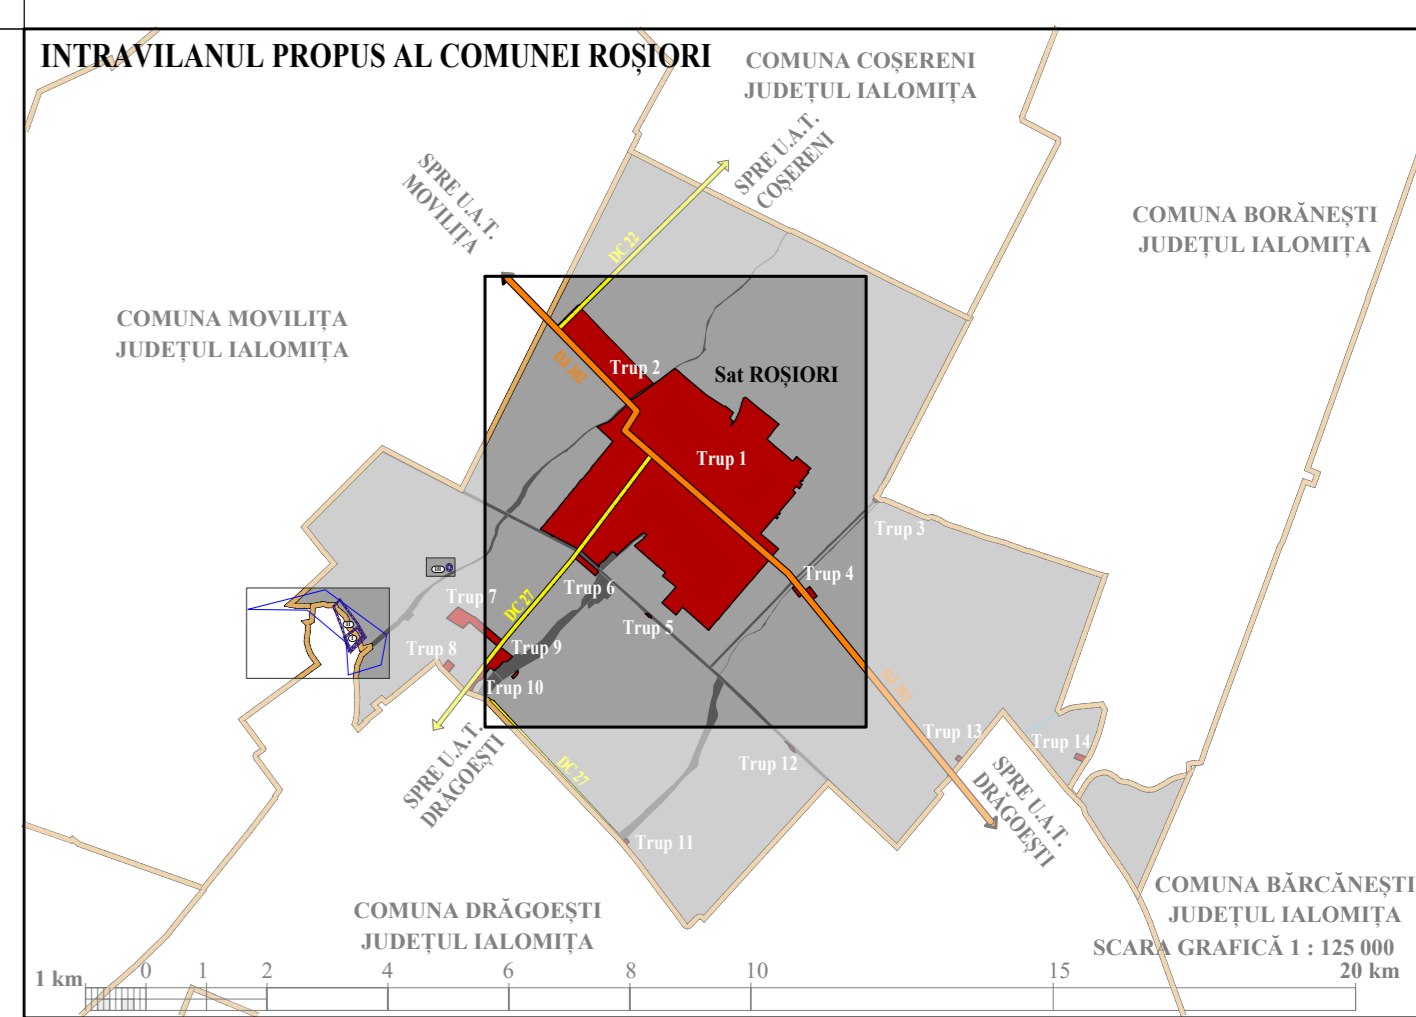 INTRAVILANUL PROPUS AL COMUNEI ROȘIORI
COMUNA COȘERENI
JUDEȚUL IALOMIȚA
SPRE U.A.T.
MOVILIȚA
SPRE U.A.T.
COȘERENI
COMUNA BORĂNEȘTI
JUDEȚUL IALOMIȚA
DC 22
COMUNA MOVILIȚA
JUDEȚUL IALOMIȚA
DJ 302
Trup 2
Sat ROȘIORI
Trup 1
Trup 3
Trup 4
Trup 6
Trup 7
DC 27
Trup 5
Trup 8
Trup 9
Trup 10
DJ 302
Trup 13
Trup 14
Trup 12
SPRE U.A.T.
DRĂGOEȘTI
DC 27
SPRE U.A.T.
DRĂGOEȘTI
Trup 11
COMUNA DRĂGOEȘTI
JUDEȚUL IALOMIȚA
COMUNA BĂRCĂNEȘTI
JUDEȚUL IALOMIȚA
SCARA GRAFICĂ 1 : 125 000
1 km 0 1 2 4 6 8 10 15 20 km